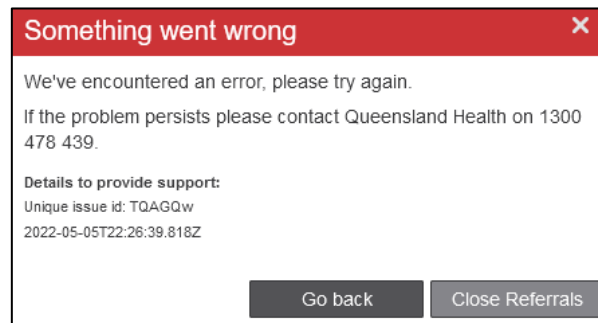 Something went wrong
We've encountered an error, please try again.
If the problem persists please contact Queensland Health on 1300
478 439.
Details to provide support:
Unique issue id: TQAGQw
2022-05-05T22:26:39.818Z
Go back
Close Referrals